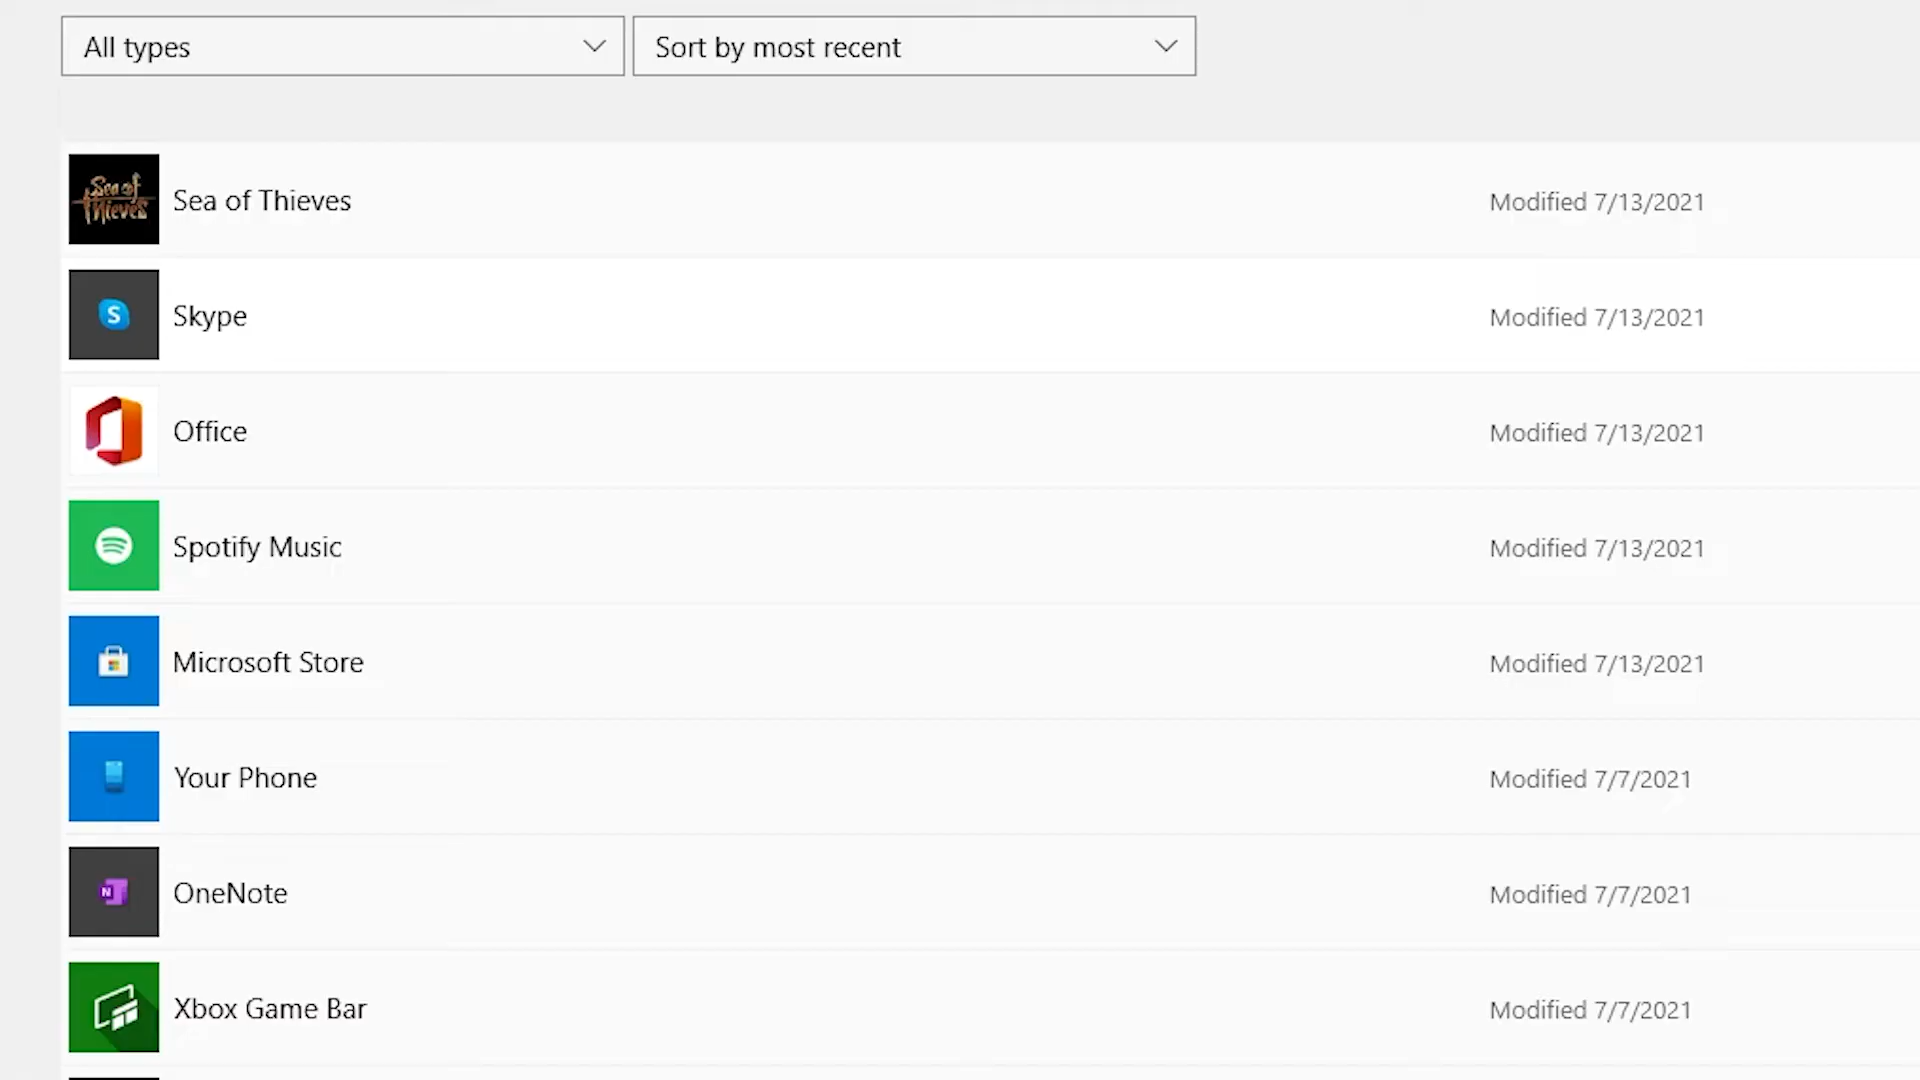 All types
Sort by most recent
Sea of Thieves
Sea of Thieves
Modified 7/13/2021
S
Skype
Modified 7/13/2021
Office
Modified 7/13/2021
Spotify Music
Modified 7/13/2021
Microsoft Store
Modified 7/13/2021
Your Phone
Modified 7/7/2021
N
OneNote
Modified 7/7/2021
Xbox Game Bar
Modified 7/7/2021